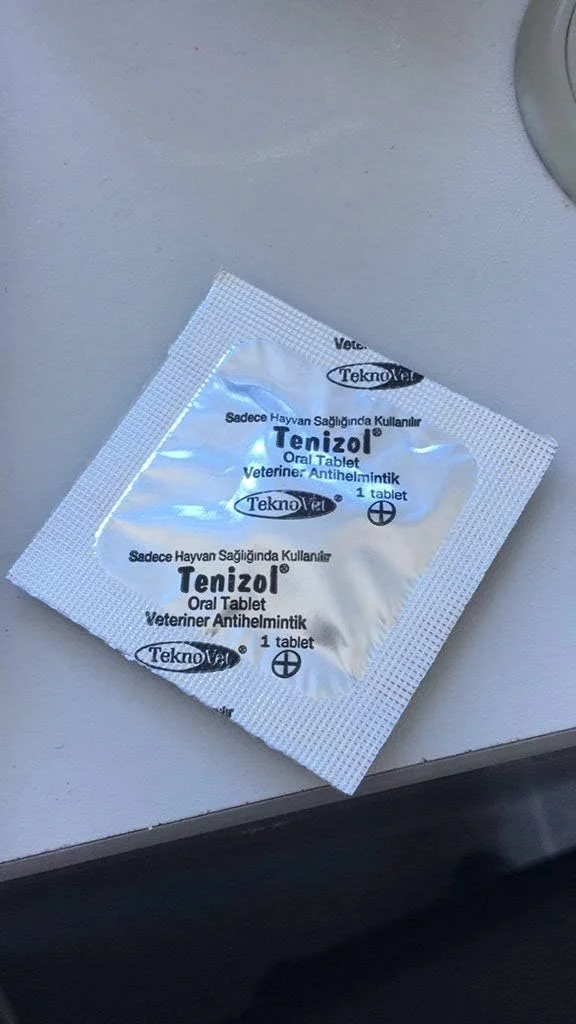 TeknoVet
Sadece Hayvan Sağlığında Kullanılır
Tenizol®
Oral Tablet
Veteriner Antihelmintik
1 tablet
TeknoVet®
Sadece Hayvan Sağlığında Kullanılır
Tenizol®
Oral Tablet
Veteriner Antihelmintik
1 tablet
TeknoVet®